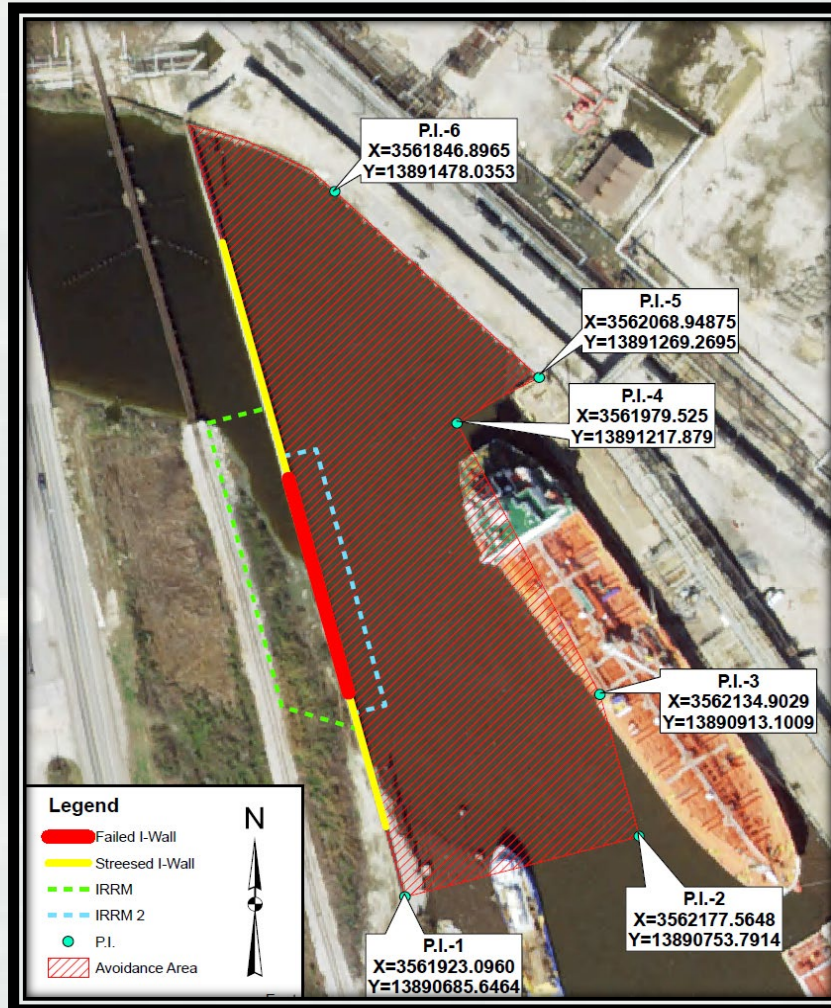 P.I.-6
X=3561846.8965
Y=13891478.0353
P.I.-5
X=3562068.94875
Y=13891269.2695
P.I.-4
X=3561979.525
Y=13891217.879
P.I.-3
X=3562134.9029
Y=13890913.1009
P.I.-2
X=3562177.5648
Y=13890753.7914
P.I.-1
X=3561923.0960
Y=13890685.6464
Legend
Failed I-Wall
Streesed I-Wall
IRRM
IRRM 2
P.I.
Avoidance Area
N